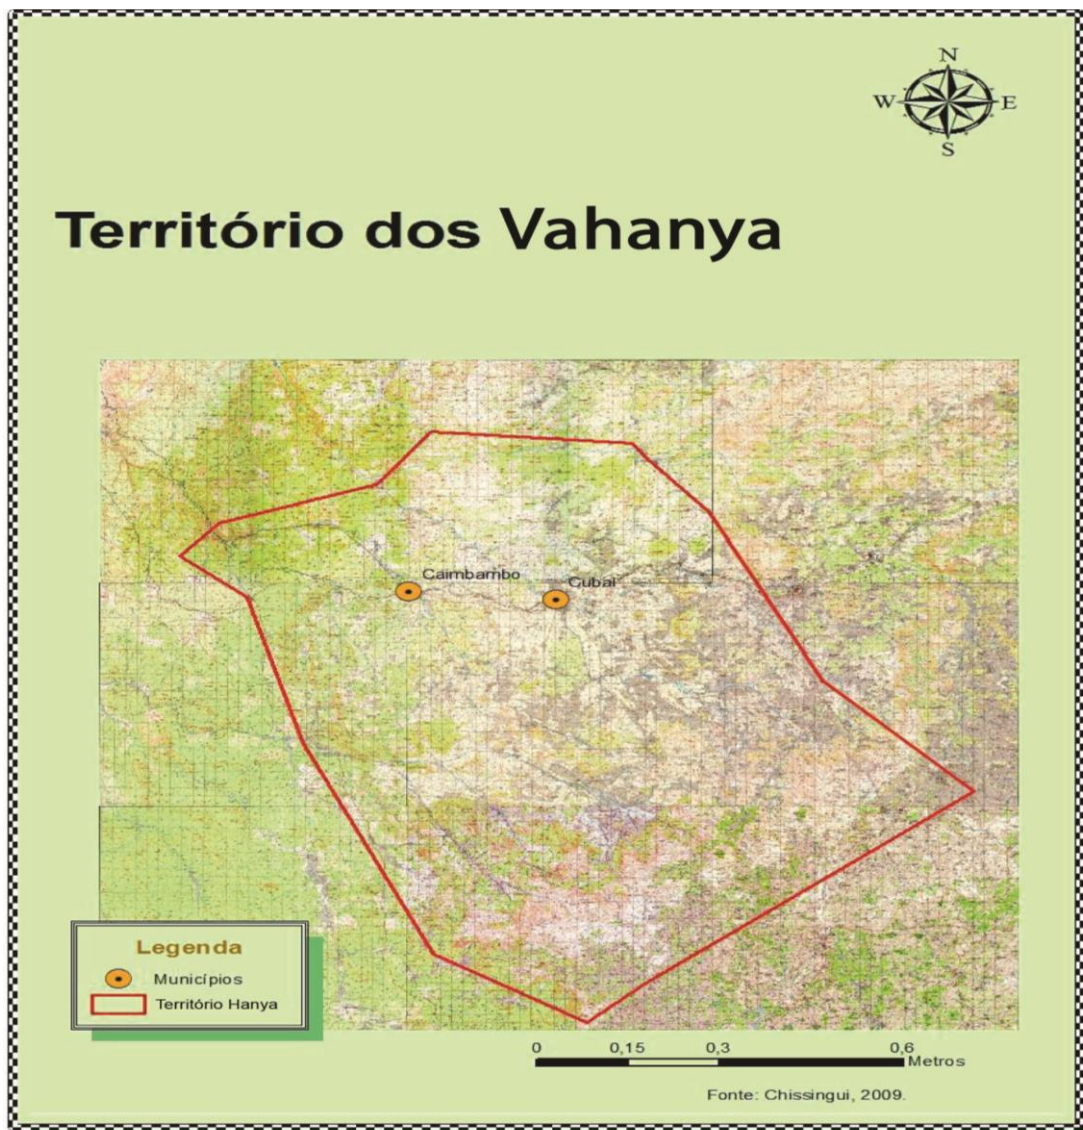 N
W E
S
Território dos Vahanya
Caimbambo
Cubal
Legenda
Municípios
Território Hanya
0 0,15 0,3 0,6
Metros
Fonte: Chissingui, 2009.